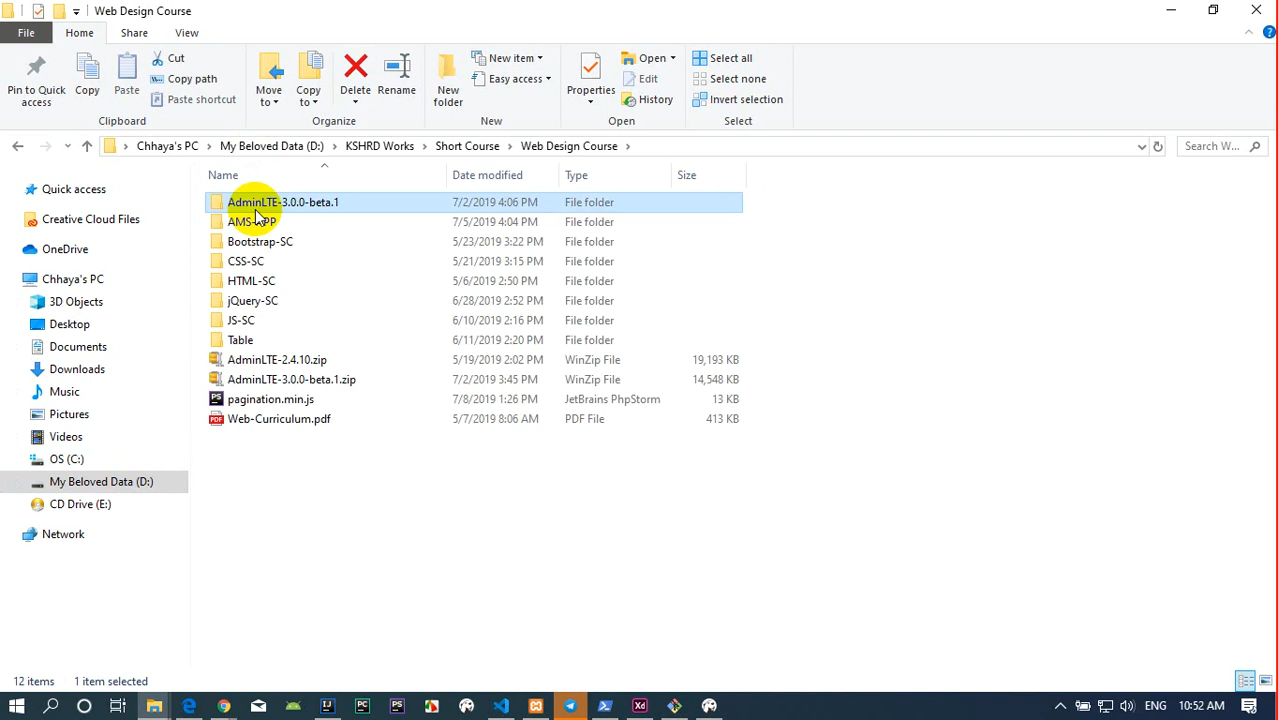 Web Design Course
File Home Share View
Pin to Quick access
Copy
Paste
Cut
Copy path
Paste shortcut
Clipboard
Move to
Copy to
Delete
Rename
Organize
New folder
New item
Easy access
New
Properties
Open
Edit
History
Open
Select all
Select none
Invert selection
Select
Chhaya's PC > My Beloved Data (D:) > KSHRD Works > Short Course > Web Design Course >
Search W...
Name Date modified Type Size
Quick access
Creative Cloud Files
OneDrive
Chhaya's PC
3D Objects
Desktop
Documents
Downloads
Music
Pictures
Videos
OS (C:)
My Beloved Data (D:)
CD Drive (E:)
Network
AdminLTE-3.0.0-beta.1 7/2/2019 4:06 PM File folder
7/5/2019 4:04 PM File folder
Bootstrap-SC 5/23/2019 3:22 PM File folder
CSS-SC 5/21/2019 3:15 PM File folder
HTML-SC 5/6/2019 2:50 PM File folder
jQuery-SC 6/28/2019 2:52 PM File folder
JS-SC 6/10/2019 2:16 PM File folder
Table 6/11/2019 2:20 PM File folder
AdminLTE-2.4.10.zip 5/19/2019 2:02 PM WinZip File 19,193 KB
AdminLTE-3.0.0-beta.1.zip 7/2/2019 3:45 PM WinZip File 14,548 KB
pagination.min.js 7/8/2019 1:26 PM JetBrains PhpStorm 13 KB
Web-Curriculum.pdf 5/7/2019 8:06 AM PDF File 413 KB
12 items 1 item selected
ENG 10:52 AM